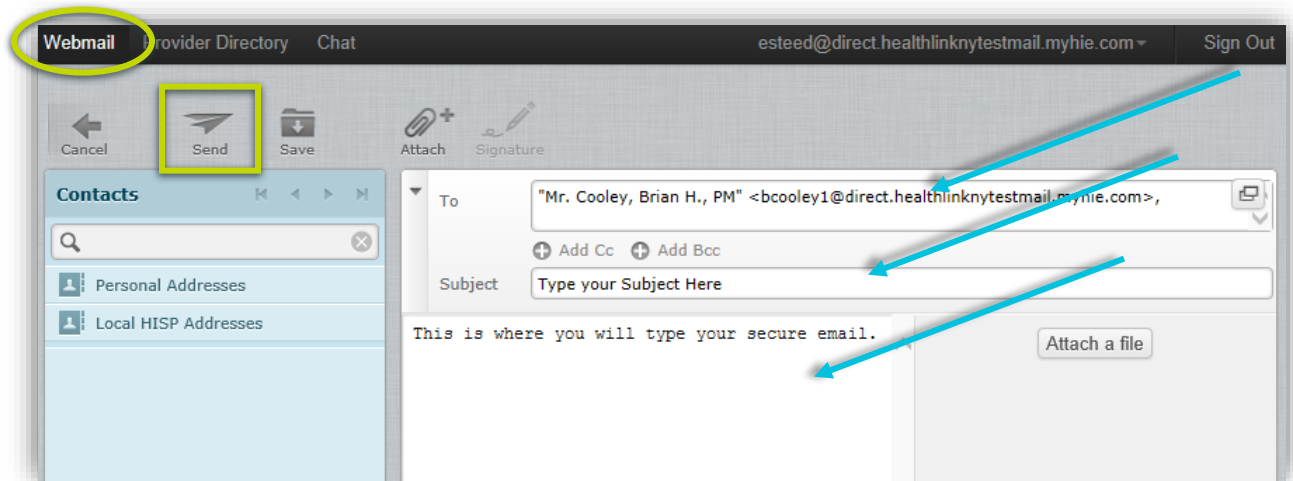 Webmail Provider Directory Chat esteed@direct.healthlinknytestmail.myhie.com Sign Out
Cancel Send Save Attach Signature
Contacts
To "Mr. Cooley, Brian H., PM" <bcooley1@direct.healthlinknytestmail.myhie.com>,
Add Cc Add Bcc
Personal Addresses
Subject Type your Subject Here
Local HISP Addresses
This is where you will type your secure email.
Attach a file